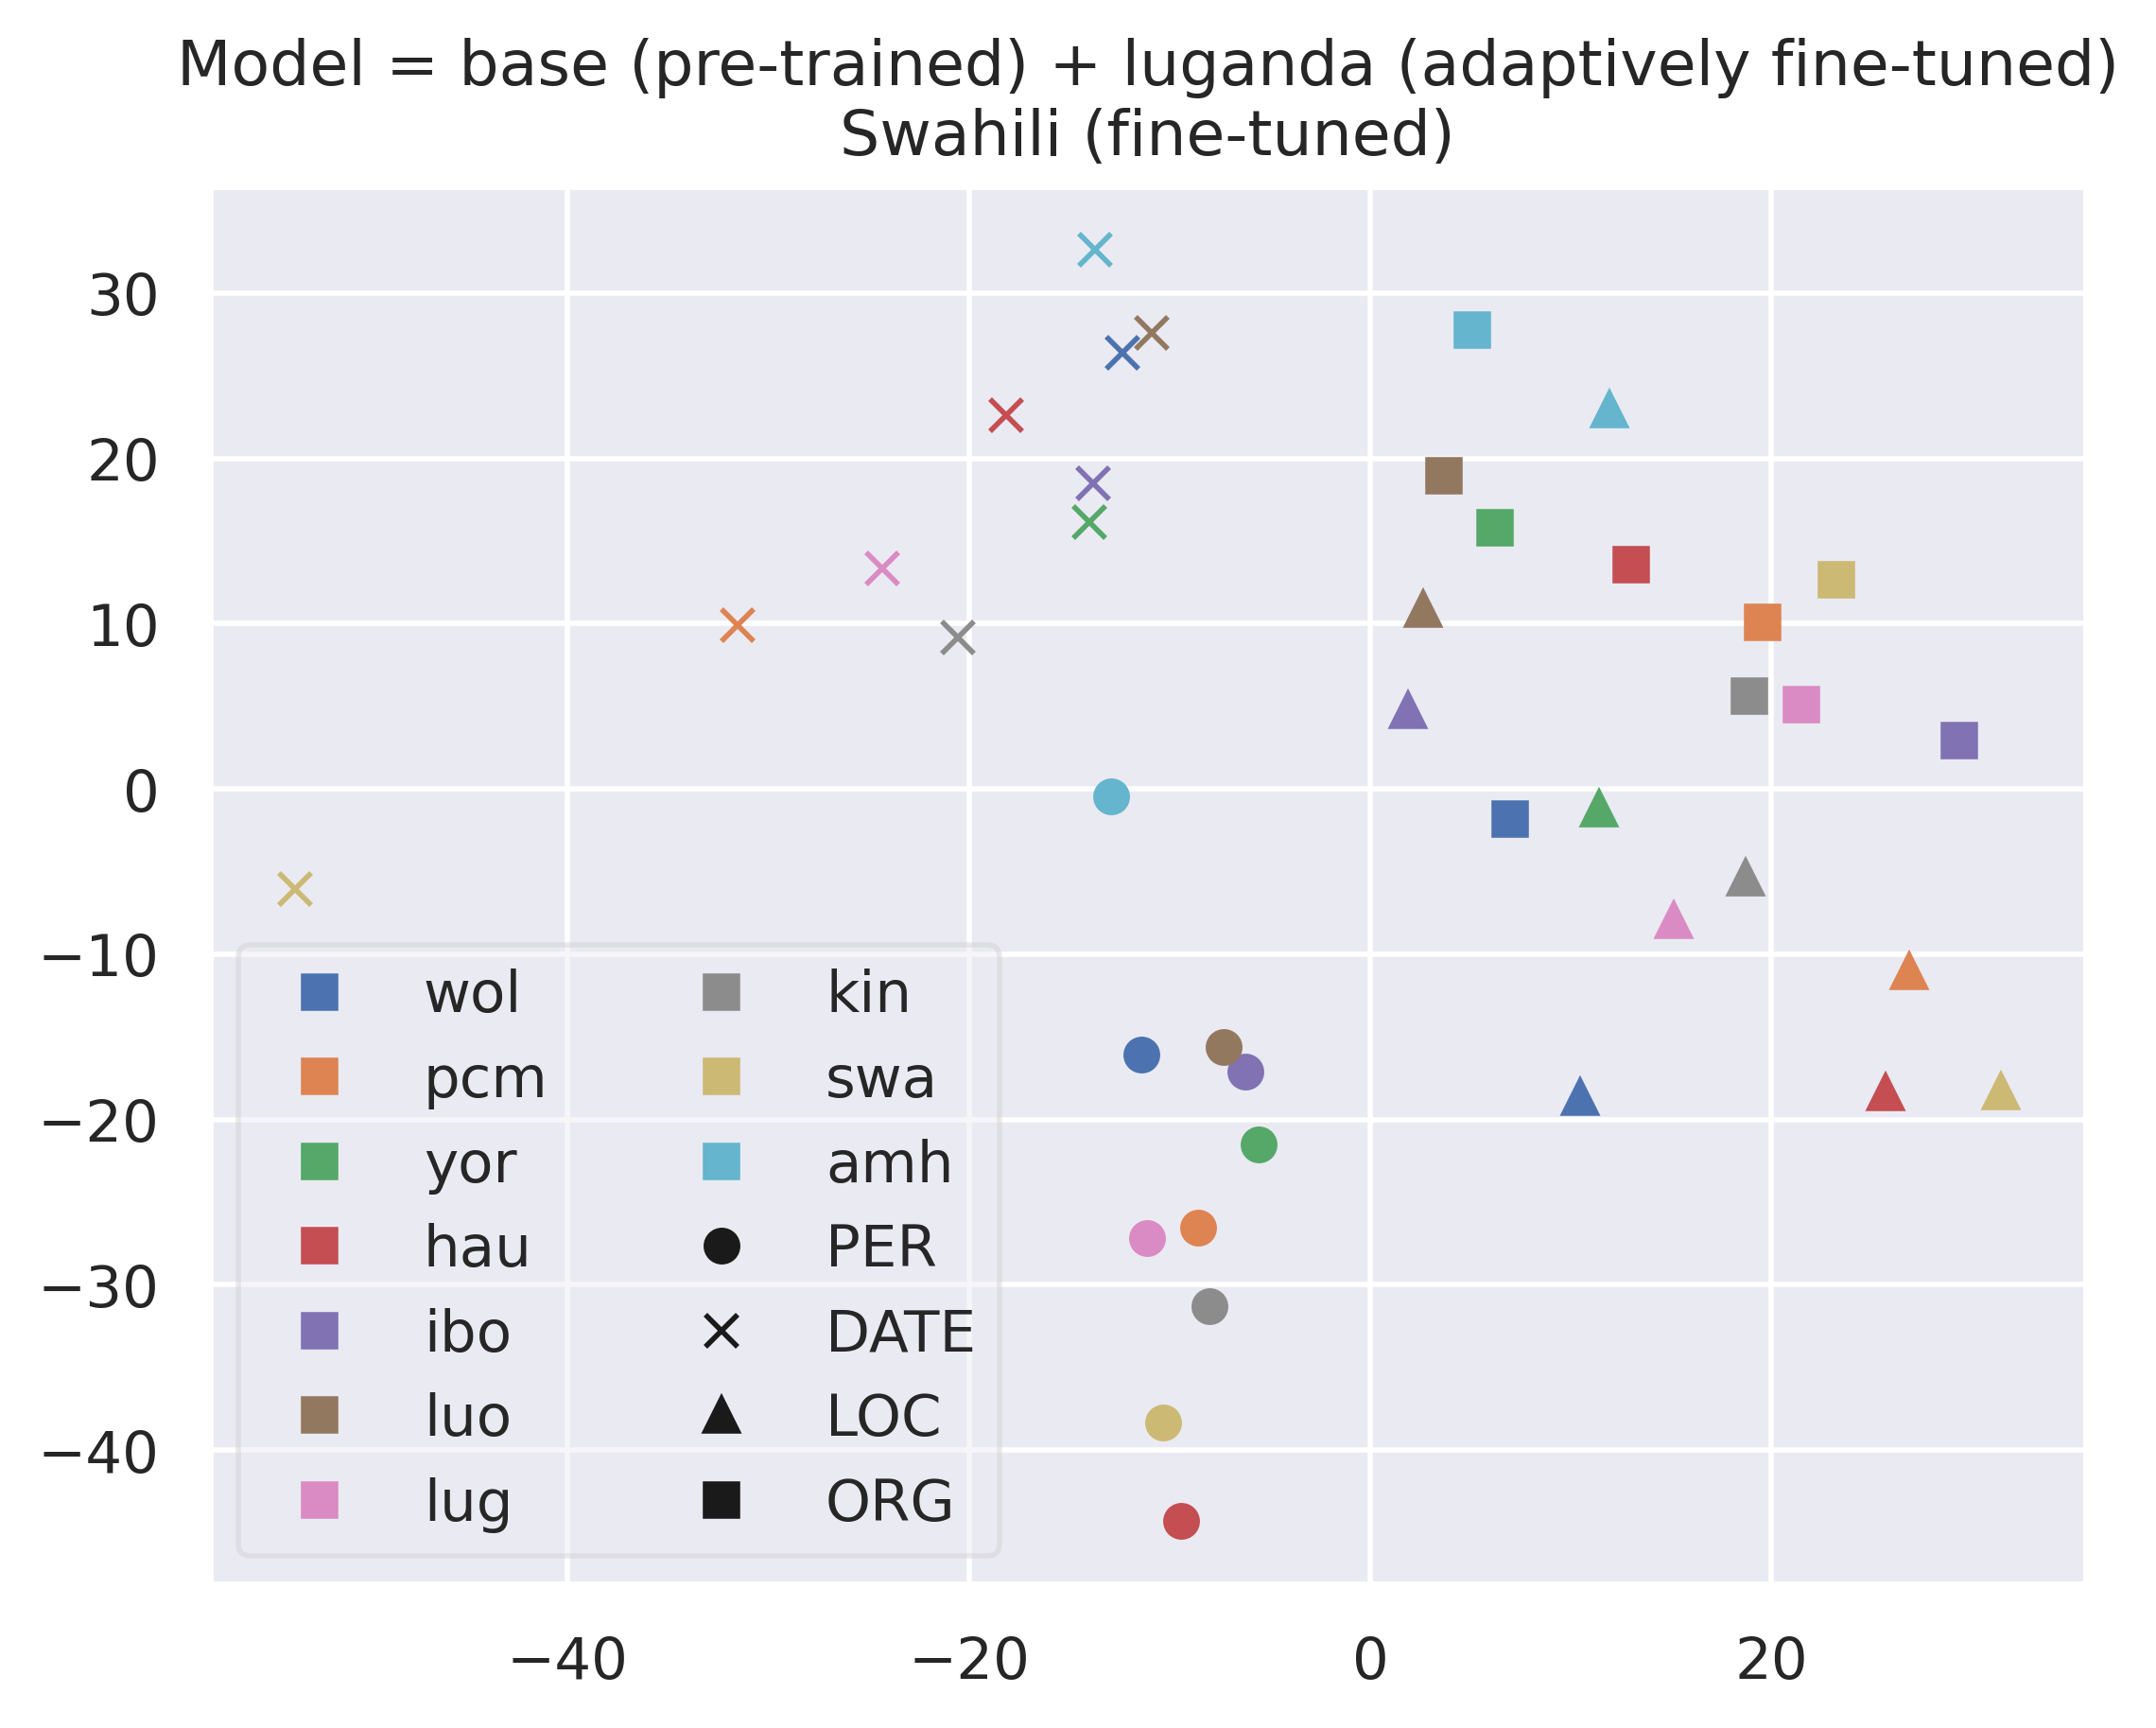 Model = base (pre-trained) + luganda (adaptively fine-tuned)
Swahili (fine-tuned)
30
20
10
0
−10
−20
−30
−40
wol
pcm
yor
hau
ibo
luo
lug
kin
swa
amh
PER
DATE
LOC
ORG
−40 −20 0 20